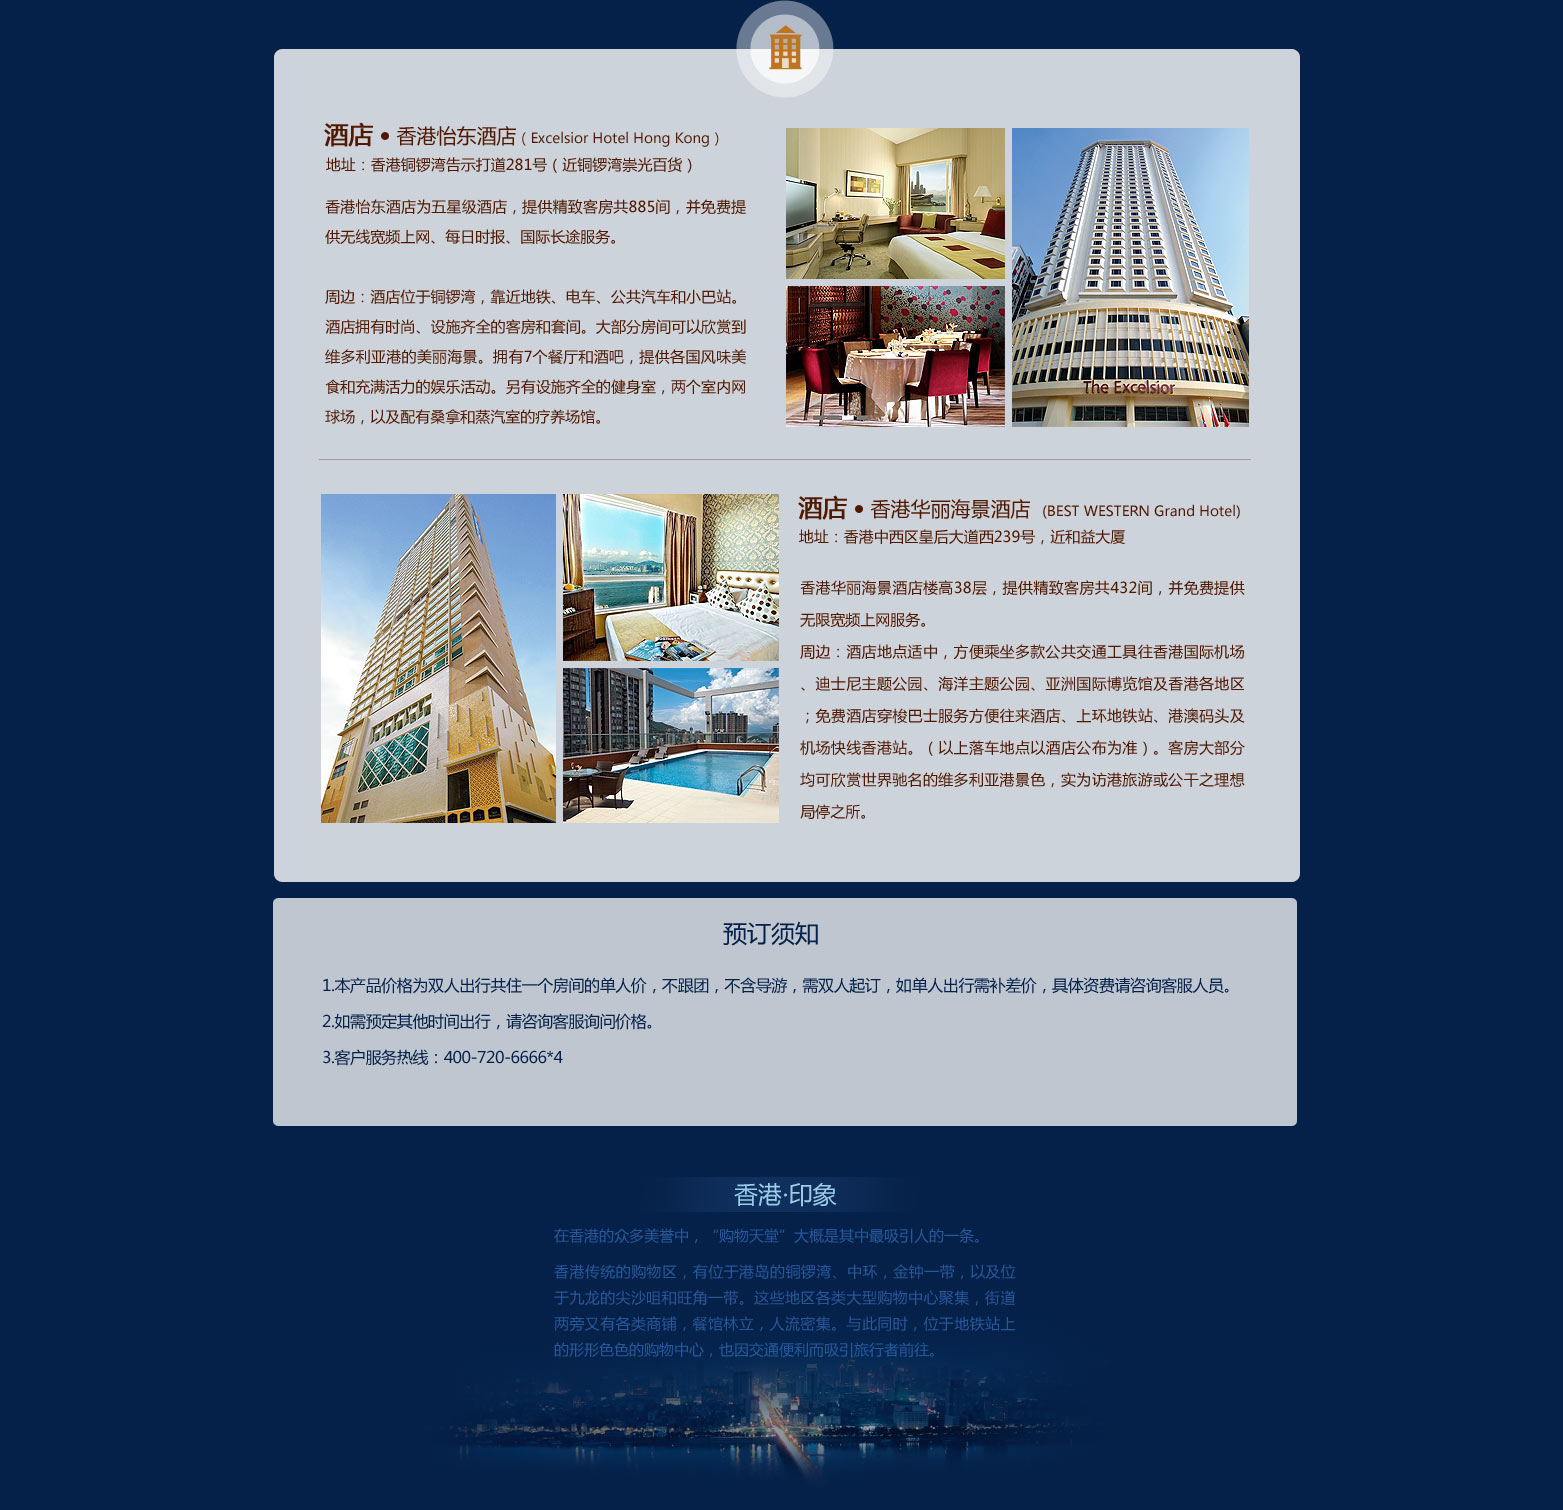 酒店 • 香港怡东酒店（Excelsior Hotel Hong Kong）
地址：香港铜锣湾告示打道281号（近铜锣湾崇光百货）
香港怡东酒店为五星级酒店，提供精致客房共885间，并免费提
供无线宽频上网、每日时报、国际长途服务。
周边：酒店位于铜锣湾，靠近地铁、电车、公共汽车和小巴站。
酒店拥有时尚、设施齐全的客房和套间。大部分房间可以欣赏到
维多利亚港的美丽海景。拥有7个餐厅和酒吧，提供各国风味美
食和充满活力的娱乐活动。另有设施齐全的健身室，两个室内网
球场，以及配有桑拿和蒸汽室的疗养场馆。
The Excelsior
酒店 • 香港华丽海景酒店 (BEST WESTERN Grand Hotel)
地址：香港中西区皇后大道西239号，近和益大厦
香港华丽海景酒店楼高38层，提供精致客房共432间，并免费提供
无限宽频上网服务。
周边：酒店地点适中，方便乘坐多款公共交通工具往香港国际机场
、迪士尼主题公园、海洋主题公园、亚洲国际博览馆及香港各地区
；免费酒店穿梭巴士服务方便往来酒店、上环地铁站、港澳码头及
机场快线香港站。（以上落车地点以酒店公布为准）。客房大部分
均可欣赏世界驰名的维多利亚港景色，实为访港旅游或公干之理想
局停之所。
预订须知
1.本产品价格为双人出行共住一个房间的单人价，不跟团，不含导游，需双人起订，如单人出行需补差价，具体资费请咨询客服人员。
2.如需预定其他时间出行，请咨询客服询问价格。
3.客户服务热线：400-720-6666*4
香港·印象
在香港的众多美誉中，“购物天堂”大概是其中最吸引人的一条。
香港传统的购物区，有位于港岛的铜锣湾、中环，金钟一带，以及位
于九龙的尖沙咀和旺角一带。这些地区各类大型购物中心聚集，街道
两旁又有各类商铺，餐馆林立，人流密集。与此同时，位于地铁站上
的形形色色的购物中心，也因交通便利而吸引旅行者前往。